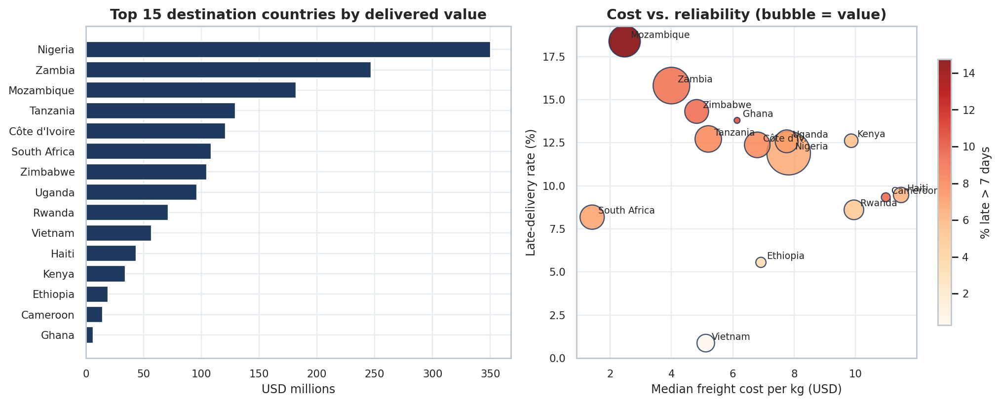 Top 15 destination countries by delivered value
Nigeria
Zambia
Mozambique
Tanzania
Côte d'Ivoire
South Africa
Zimbabwe
Uganda
Rwanda
Vietnam
Haiti
Kenya
Ethiopia
Cameroon
Ghana
0 50 100 150 200 250 300 350
USD millions
Cost vs. reliability (bubble = value)
Late-delivery rate (%)
17.5
15.0
12.5
10.0
7.5
5.0
2.5
0.0
Mozambique
Zambia
Zimbabwe
Ghana
Tanzania
Côte d'Iv.
Uganda
Nigeria
Kenya
Haiti
Cameroon
Rwanda
South Africa
Ethiopia
Vietnam
2 4 6 8 10
Median freight cost per kg (USD)
14
12
10
8
6
4
2
% late > 7 days